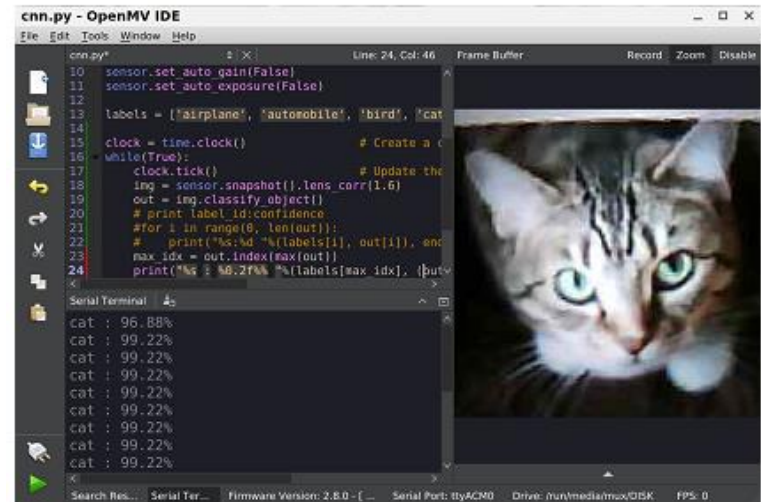 cnn.py - OpenMV IDE
File Edit Tools Window Help
cnn.py* Line: 24, Col: 46 Frame Buffer Record Zoom Disable
10 sensor.set_auto_gain(False)
11 sensor.set_auto_exposure(False)
12
13 labels = ['airplane', 'automobile', 'bird', 'cat
14
15 clock = time.clock() # Create a c
16 while(True):
17 clock.tick() # Update the
18 img = sensor.snapshot().lens_corr(1.6)
19 out = img.classify_object()
20 # print label_id:confidence
21 #for i in range(0, len(out)):
22 # print("%s:%d "%(labels[i], out[i]), end
23 max_idx = out.index(max(out))
24 print("%s : %0.2f%% "%(labels[max_idx], (out
Serial Terminal
cat : 96.88%
cat : 99.22%
cat : 99.22%
cat : 99.22%
cat : 99.22%
cat : 99.22%
cat : 99.22%
cat : 99.22%
Search Res... Serial Ter... Firmware Version: 2.8.0 - [ ... Serial Port: ttyACM0 Drive: /run/media/mux/DISK FPS: 0